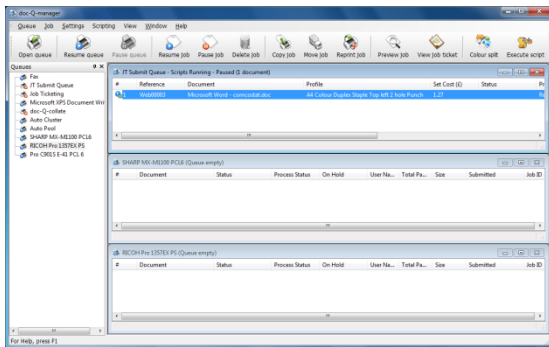 doc-Q-manager
Queue Job Settings Scripting View Window Help
Open queue Resume queue Pause queue Resume job Pause job Delete job Copy job Move job Reprint job Preview job View job ticket Colour split Execute script
Queues
Fax
JT Submit Queue
Job Ticketing
Microsoft XPS Document Wri
doc-Q-collate
Auto Cluster
Auto Pool
SHARP MX-M1100 PCL6
RICOH Pro 1357EX PS
Pro C901S E-41 PCL 6
JT Submit Queue - Scripts Running - Paused (1 document)
# Reference Document Profile Set Cost (£) Status Pr
1 Web00003 Microsoft Word - comcostat.doc A4 Colour Duplex Staple Top left 2 hole Punch 1.27
SHARP MX-M1100 PCL6 (Queue empty)
# Document Status Process Status On Hold User Na... Total Pa... Size Submitted Job ID
RICOH Pro 1357EX PS (Queue empty)
# Document Status Process Status On Hold User Na... Total Pa... Size Submitted Job ID
For Help, press F1